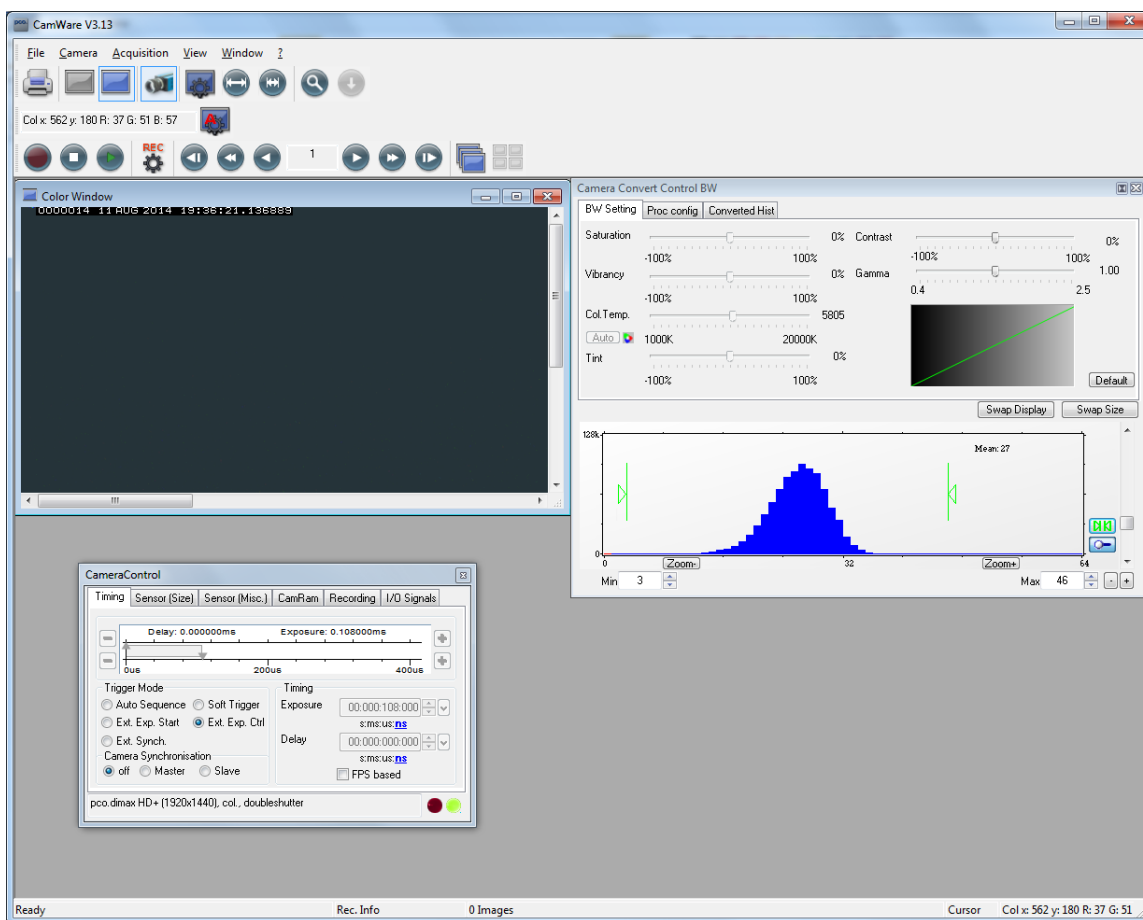 pco. CamWare V3.13
File Camera Acquisition View Window ?
Col x: 562 y: 180 R: 37 G: 51 B: 57
REC
1
Color Window
0000014 11 AUG 2014 19:36:21.136889
Camera Convert Control BW
BW Setting Proc config Converted Hist
Saturation 0% Contrast 0%
-100% 100% -100% 100%
Vibrancy 0% Gamma 1.00
-100% 100% 0.4 2.5
Col.Temp. 5805
Auto 1000K 20000K
Tint 0%
-100% 100%
Default
Swap Display Swap Size
128k
Mean: 27
0
0 Zoom- 32 Zoom+ 64
Min 3 Max 46 - +
CameraControl
Timing Sensor (Size) Sensor (Misc.) CamRam Recording I/O Signals
Delay: 0.000000ms Exposure: 0.108000ms
0us 200us 400us
Trigger Mode
Auto Sequence Soft Trigger
Ext. Exp. Start Ext. Exp. Ctrl
Ext. Synch.
Camera Synchronisation
off Master Slave
Timing
Exposure 00:000:108:000
s:ms:us:ns
Delay 00:000:000:000
s:ms:us:ns
FPS based
pco.dimax HD+ (1920x1440), col., doubleshutter
Ready Rec. Info 0 Images Cursor Col x: 562 y: 180 R: 37 G: 51